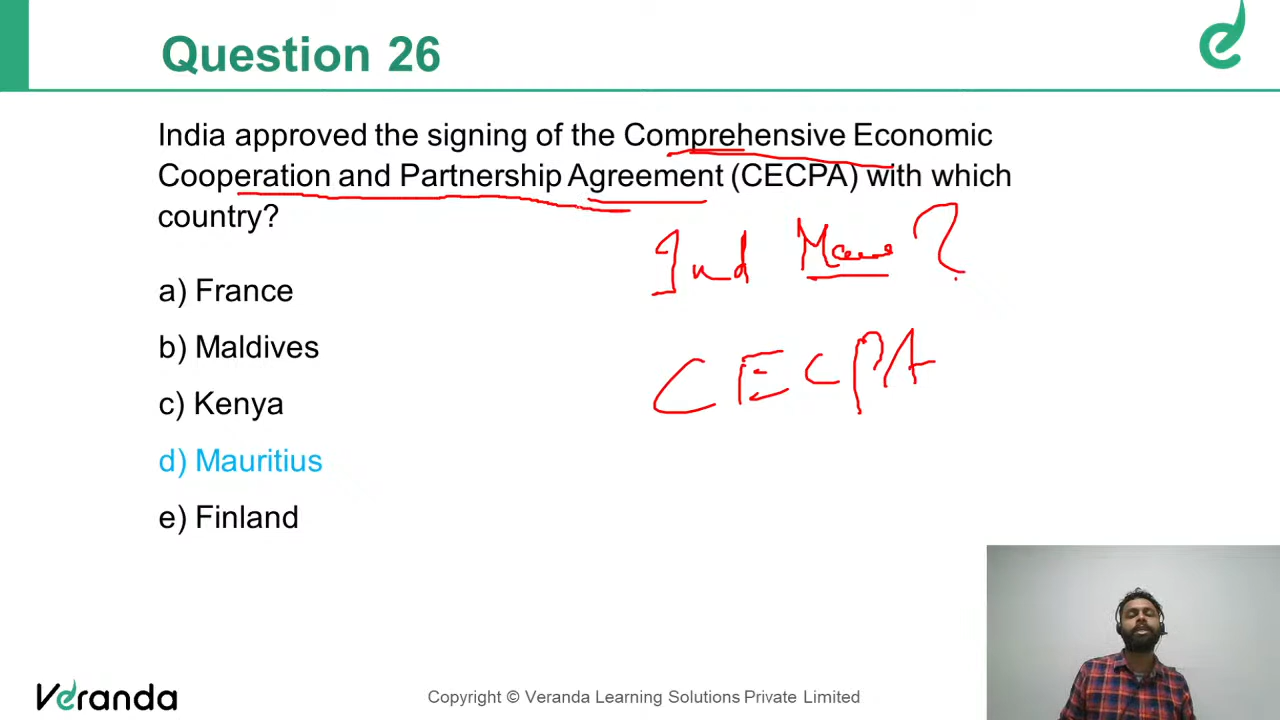 Question 26
India approved the signing of the Comprehensive Economic
Cooperation and Partnership Agreement (CECPA) with which
country?
Ind Mau ?
a) France
b) Maldives
CECPA
c) Kenya
d) Mauritius
e) Finland
Veranda
Copyright © Veranda Learning Solutions Private Limited